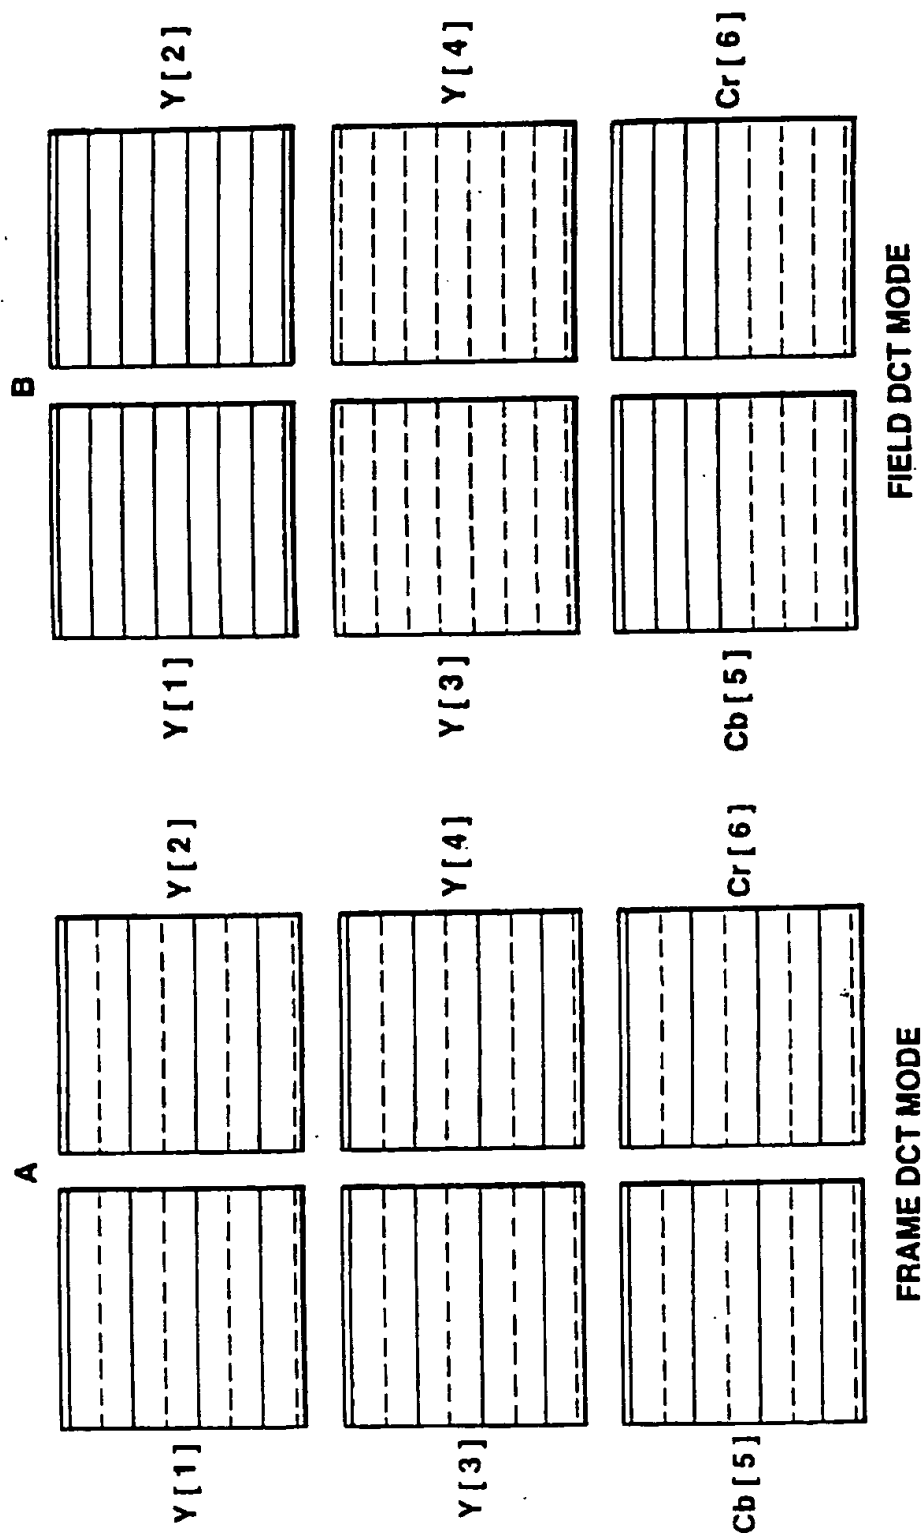 A
Y[1]
Y[2]
Y[3]
Y[4]
Cb[5]
Cr[6]
FRAME DCT MODE
B
Y[1]
Y[2]
Y[3]
Y[4]
Cb[5]
Cr[6]
FIELD DCT MODE